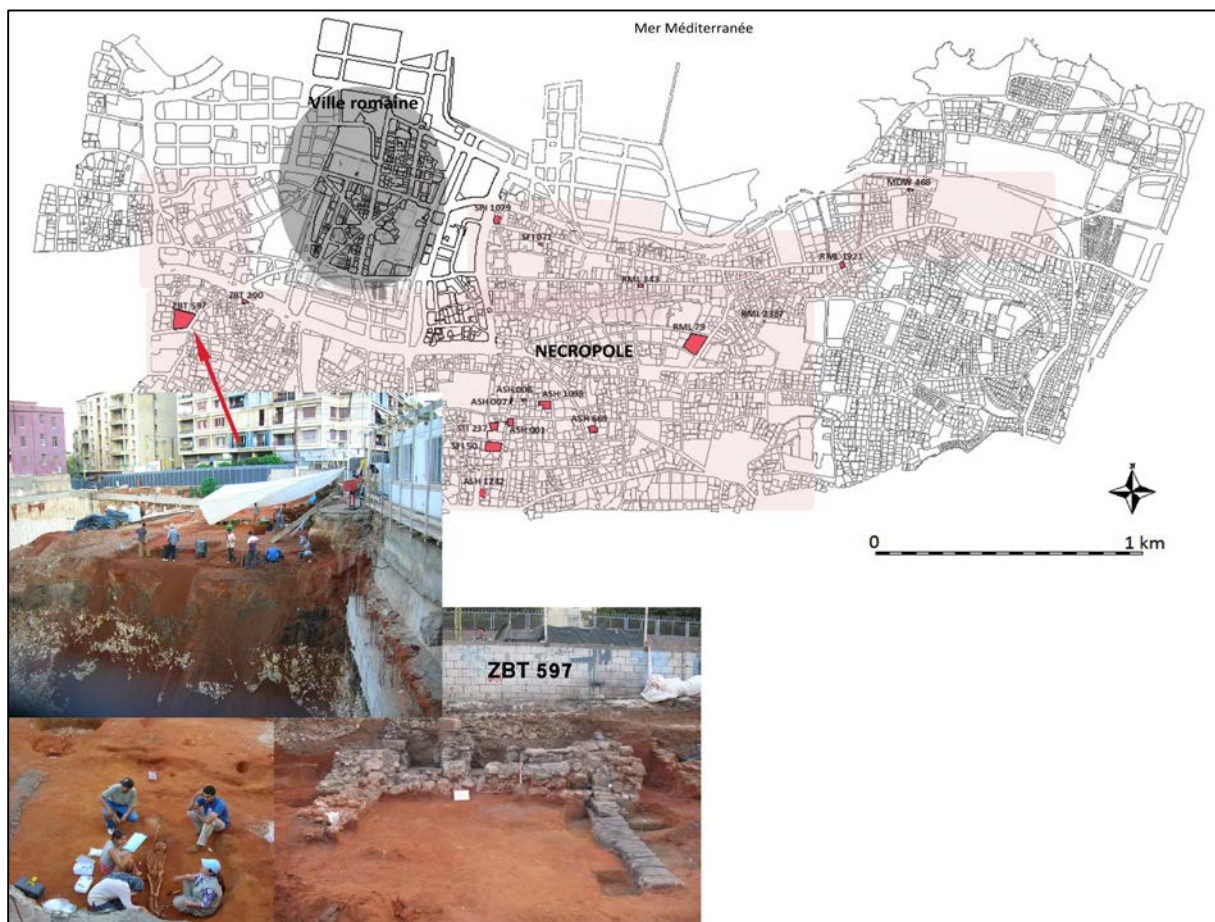 Mer Méditerranée
Ville romaine
MDW 468
SFI 1079
SFI 071
RML 1921
RML 343
ZBT 200
ZBT 597
RML 2387
RML 79
NECROPOLE
ASH 008
ASH 1098
ASH 007
ASH 001
ASH 669
STI 237
SFI 50
ASH 1242
0
1 km
ZBT 597